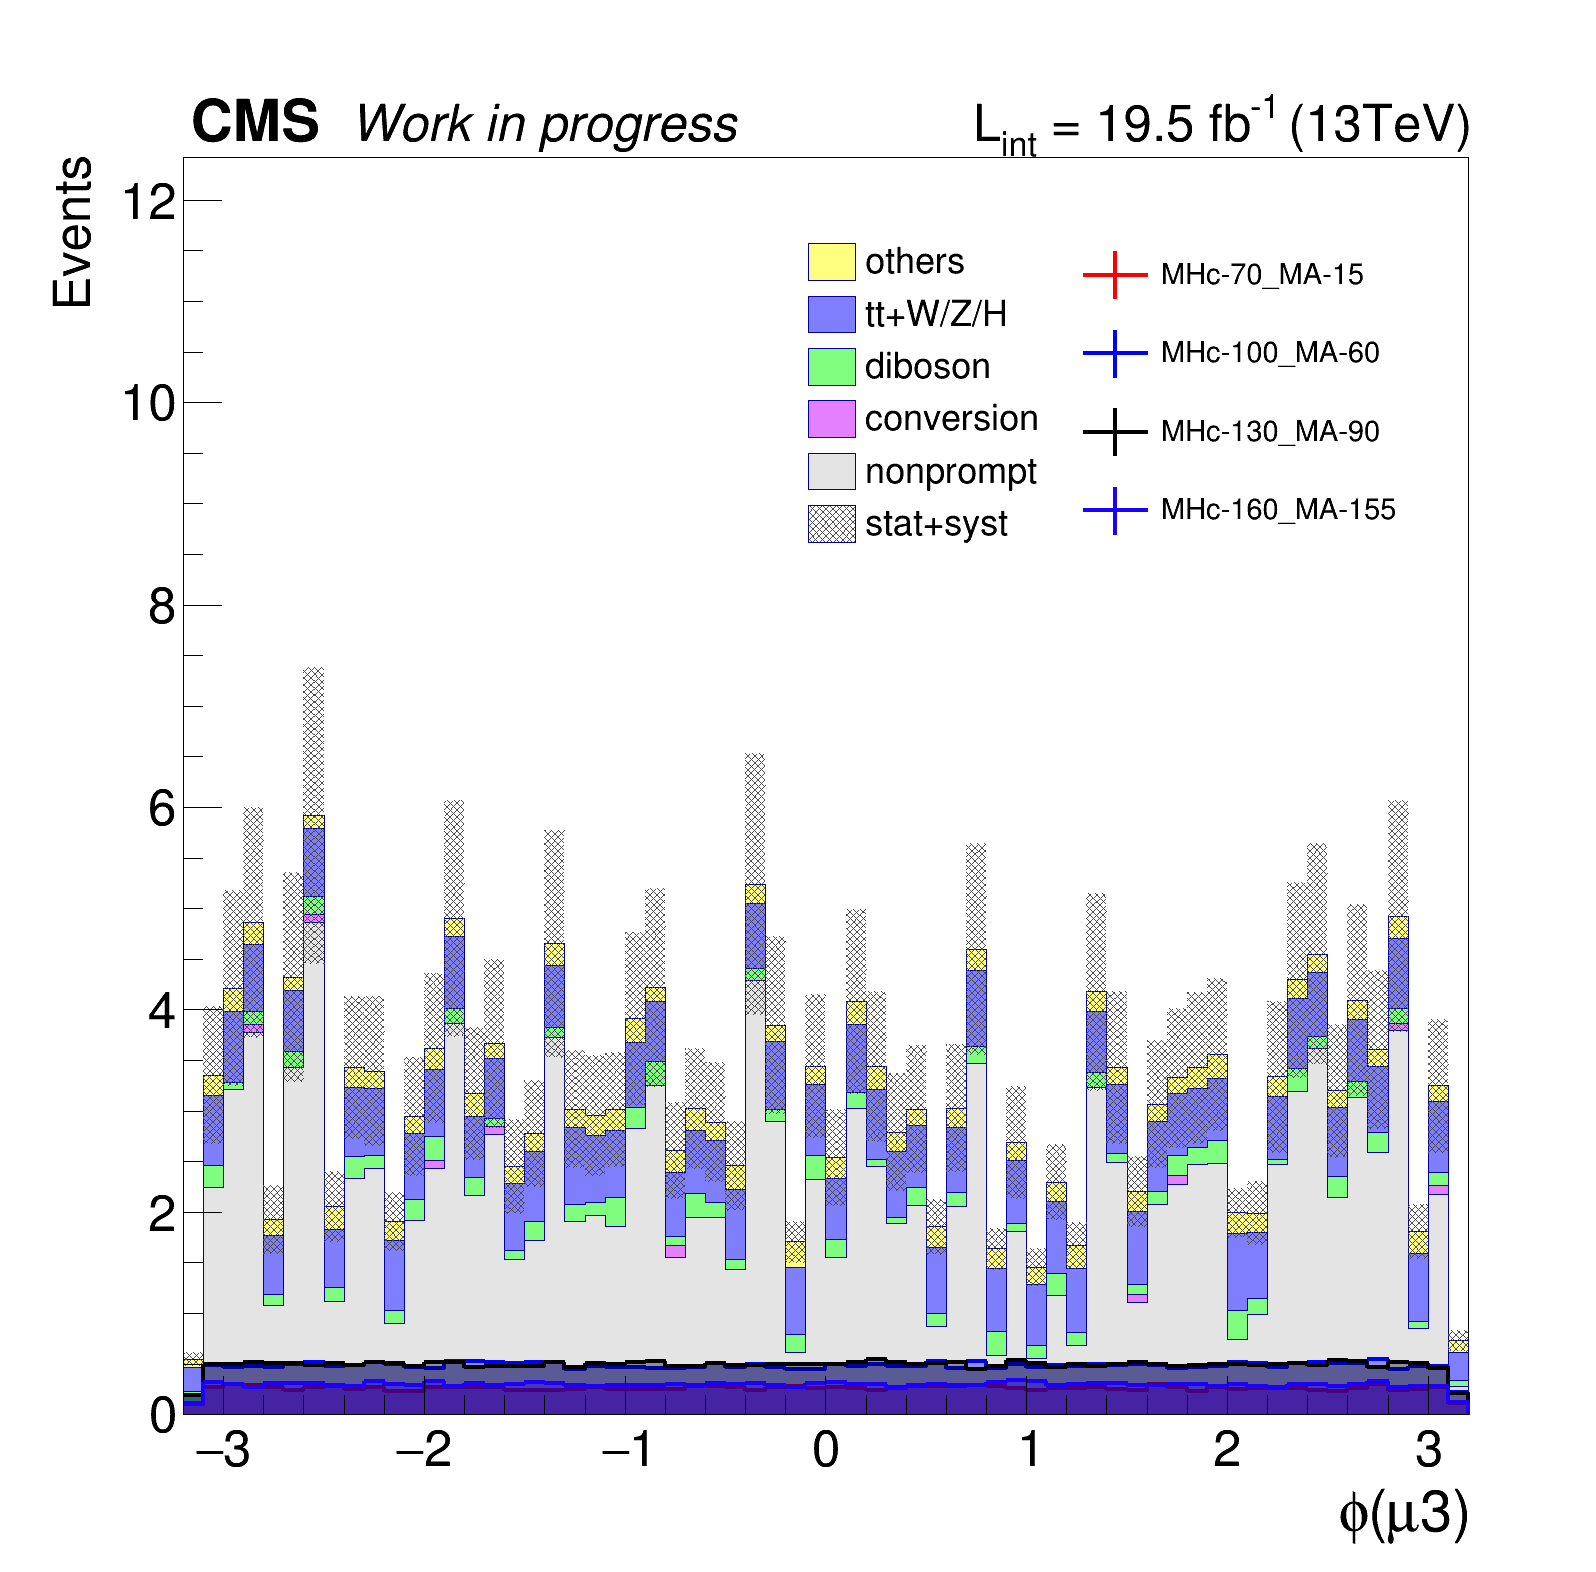 CMS Work in progress
L_int = 19.5 fb^-1 (13TeV)
Events
12
10
8
6
4
2
0
others
tt+W/Z/H
diboson
conversion
nonprompt
stat+syst
MHc-70_MA-15
MHc-100_MA-60
MHc-130_MA-90
MHc-160_MA-155
−3 −2 −1 0 1 2 3
ϕ(μ3)